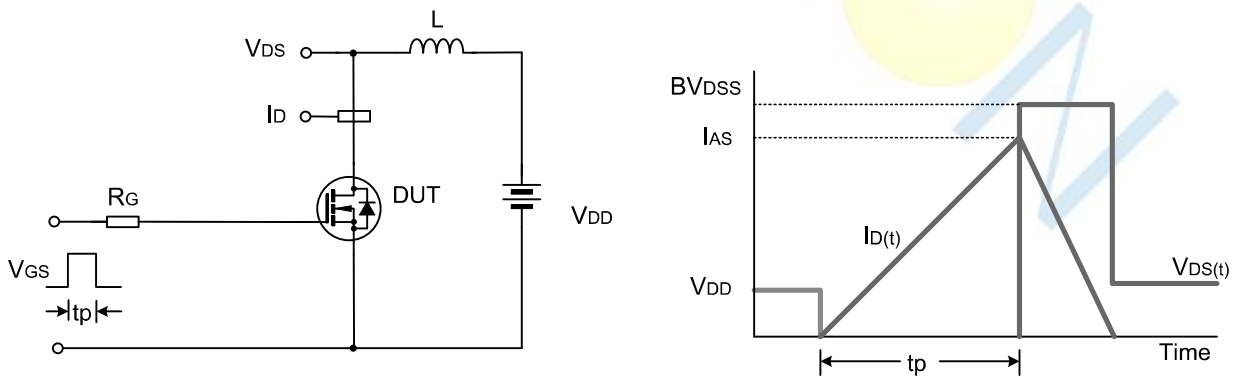 L
VDS
ID
RG
DUT
VDD
VGS
tp
BVDSS
IAS
ID(t)
VDD
VDS(t)
tp
Time